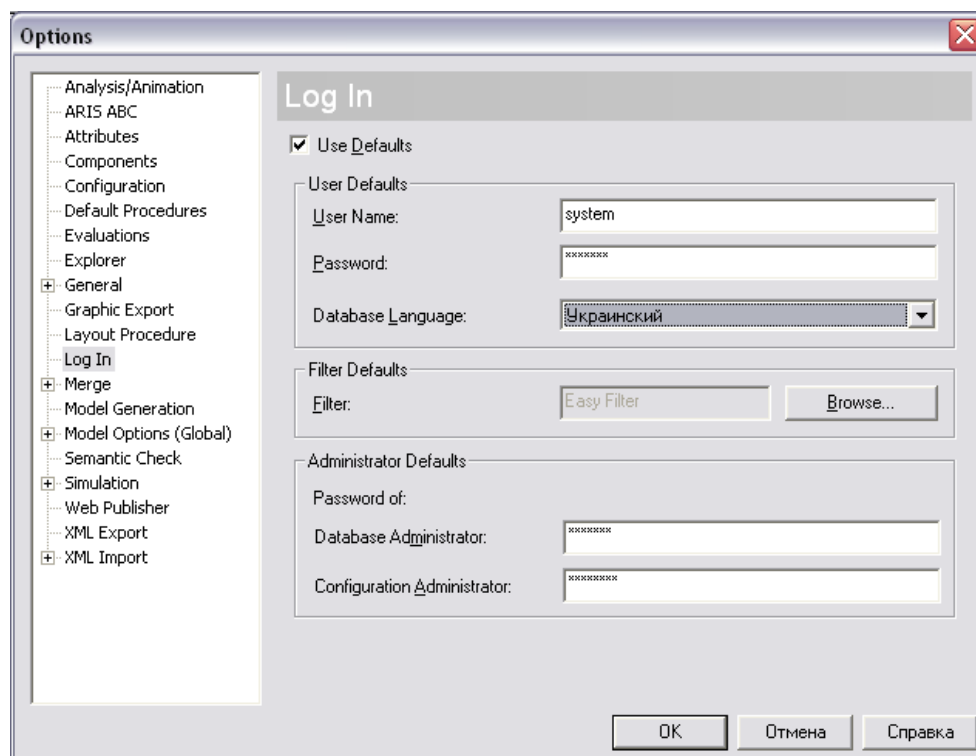 Options
Analysis/Animation
ARIS ABC
Attributes
Components
Configuration
Default Procedures
Evaluations
Explorer
General
Graphic Export
Layout Procedure
Log In
Merge
Model Generation
Model Options (Global)
Semantic Check
Simulation
Web Publisher
XML Export
XML Import
Log In
Use Defaults
User Defaults
User Name: system
Password: *******
Database Language: Украинский
Filter Defaults
Filter: Easy Filter Browse...
Administrator Defaults
Password of:
Database Administrator: *******
Configuration Administrator: ********
OK Отмена Справка